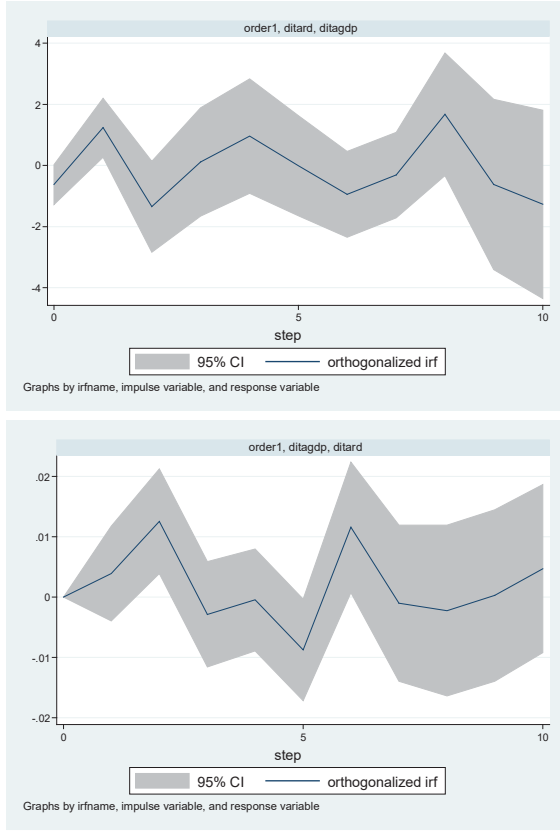 order1, ditard, ditagdp
4
2
0
-2
-4
0 5 10
step
95% CI orthogonalized irf
Graphs by irfname, impulse variable, and response variable
order1, ditagdp, ditard
.02
.01
0
-.01
-.02
0 5 10
step
95% CI orthogonalized irf
Graphs by irfname, impulse variable, and response variable